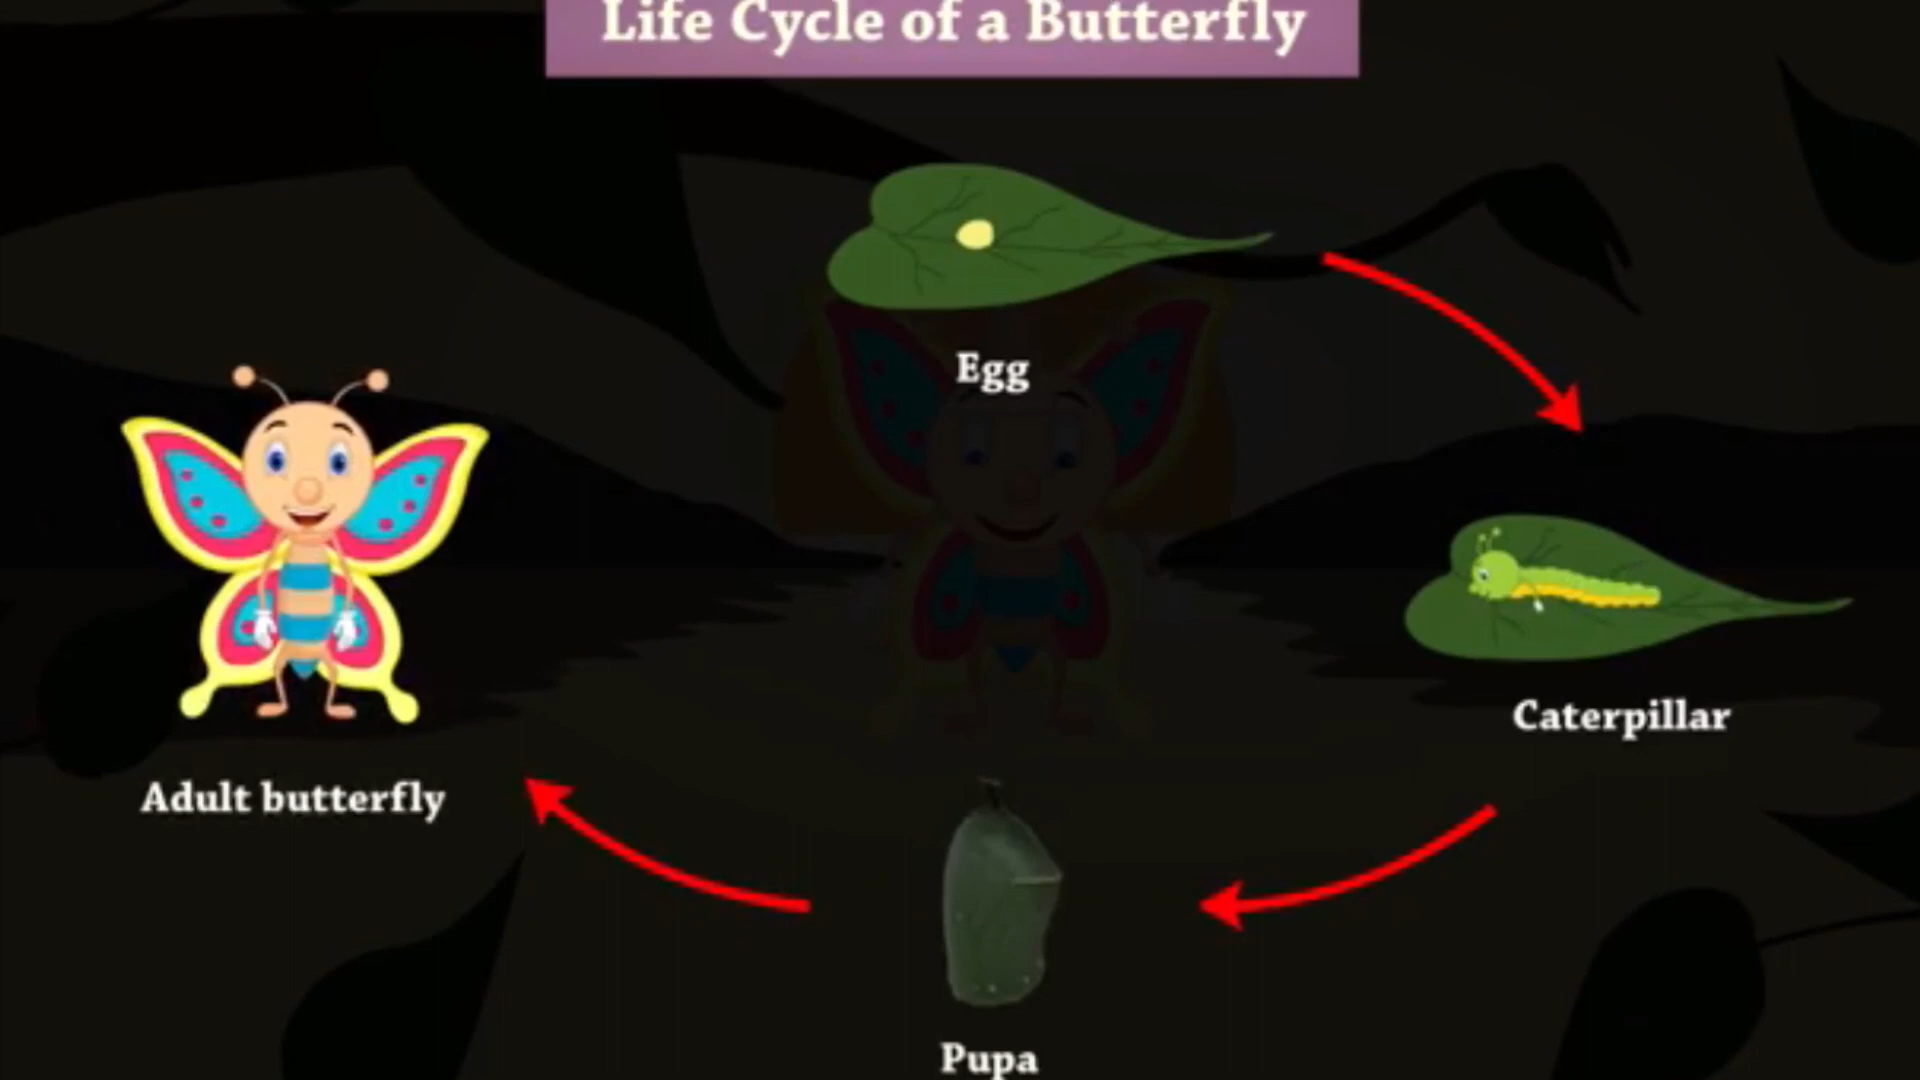 Life Cycle of a Butterfly
Egg
Caterpillar
Adult butterfly
Pupa